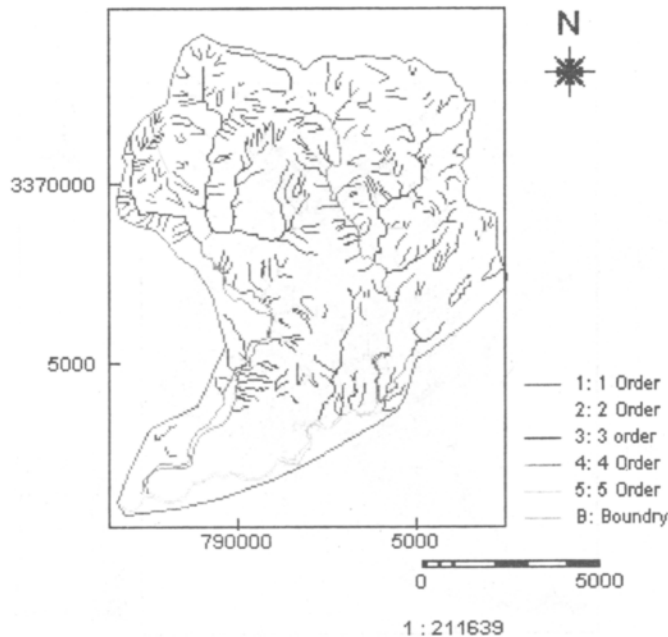 N
3370000
5000
1: 1 Order
2: 2 Order
3: 3 order
4: 4 Order
5: 5 Order
B: Boundry
790000 5000
0 5000
1 : 211639